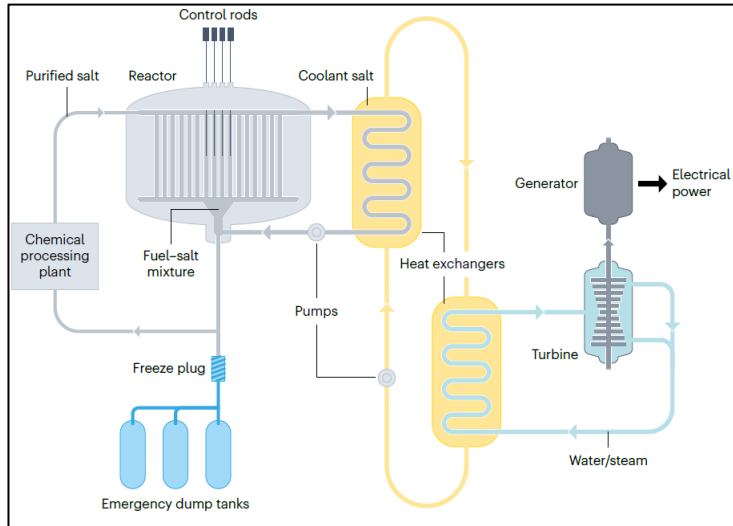 Control rods
Purified salt
Reactor
Coolant salt
Generator
Electrical
power
Chemical
processing
plant
Fuel–salt
mixture
Heat exchangers
Pumps
Turbine
Freeze plug
Water/steam
Emergency dump tanks